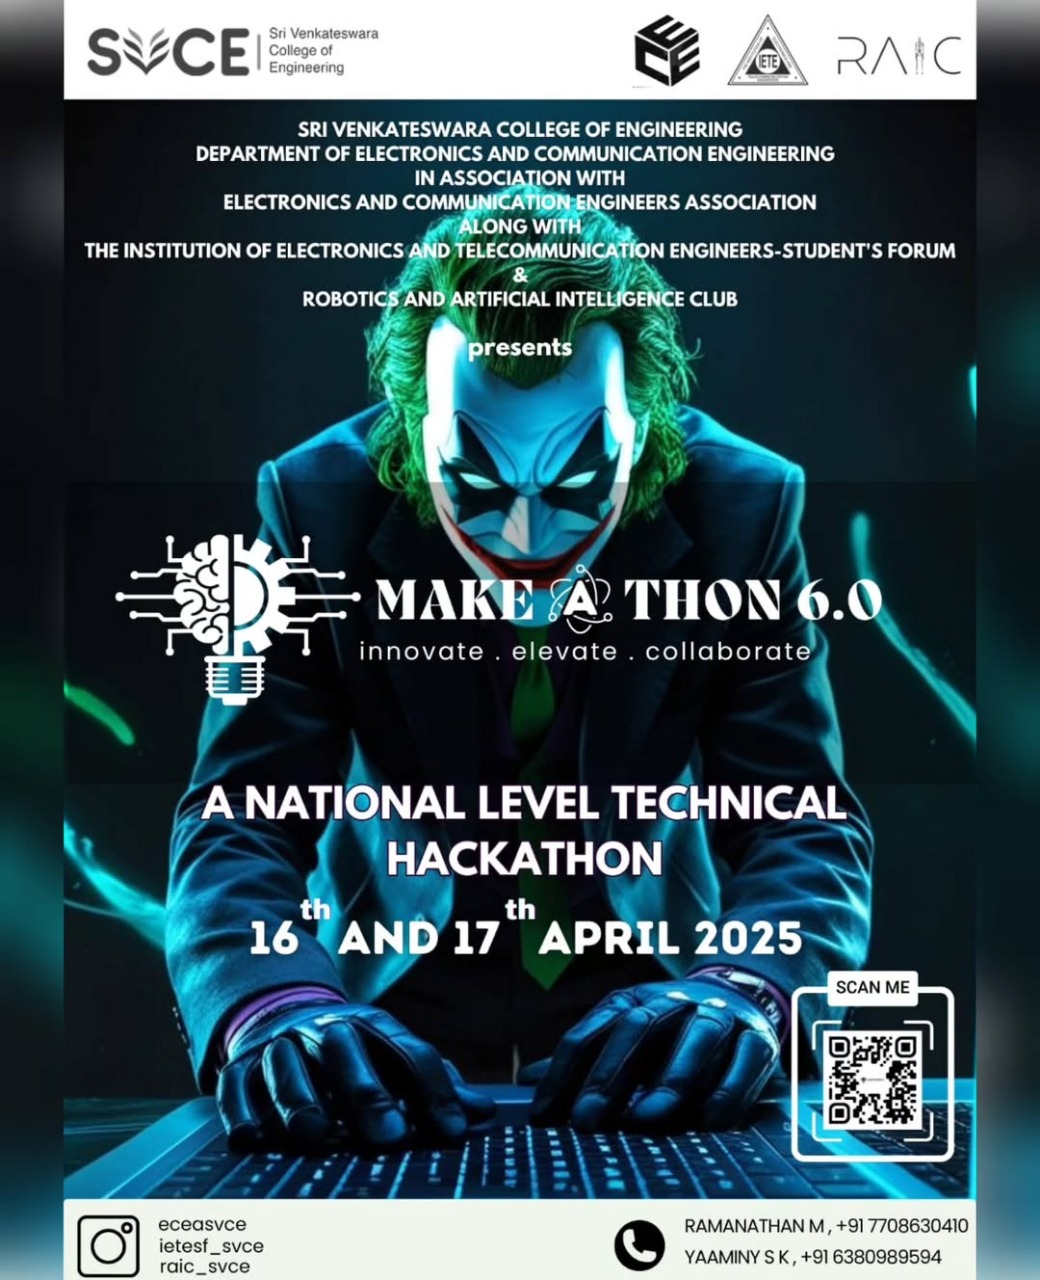 SVCE
Sri Venkateswara
College of
Engineering
ECE
IETE
RAIC
SRI VENKATESWARA COLLEGE OF ENGINEERING
DEPARTMENT OF ELECTRONICS AND COMMUNICATION ENGINEERING
IN ASSOCIATION WITH
ELECTRONICS AND COMMUNICATION ENGINEERS ASSOCIATION
ALONG WITH
THE INSTITUTION OF ELECTRONICS AND TELECOMMUNICATION ENGINEERS-STUDENT'S FORUM
&
ROBOTICS AND ARTIFICIAL INTELLIGENCE CLUB
presents
MAKE A THON 6.0
innovate . elevate . collaborate
A NATIONAL LEVEL TECHNICAL
HACKATHON
16th AND 17th APRIL 2025
SCAN ME
eceasvce
ietesf_svce
raic_svce
RAMANATHAN M , +91 7708630410
YAAMINY S K , +91 6380989594